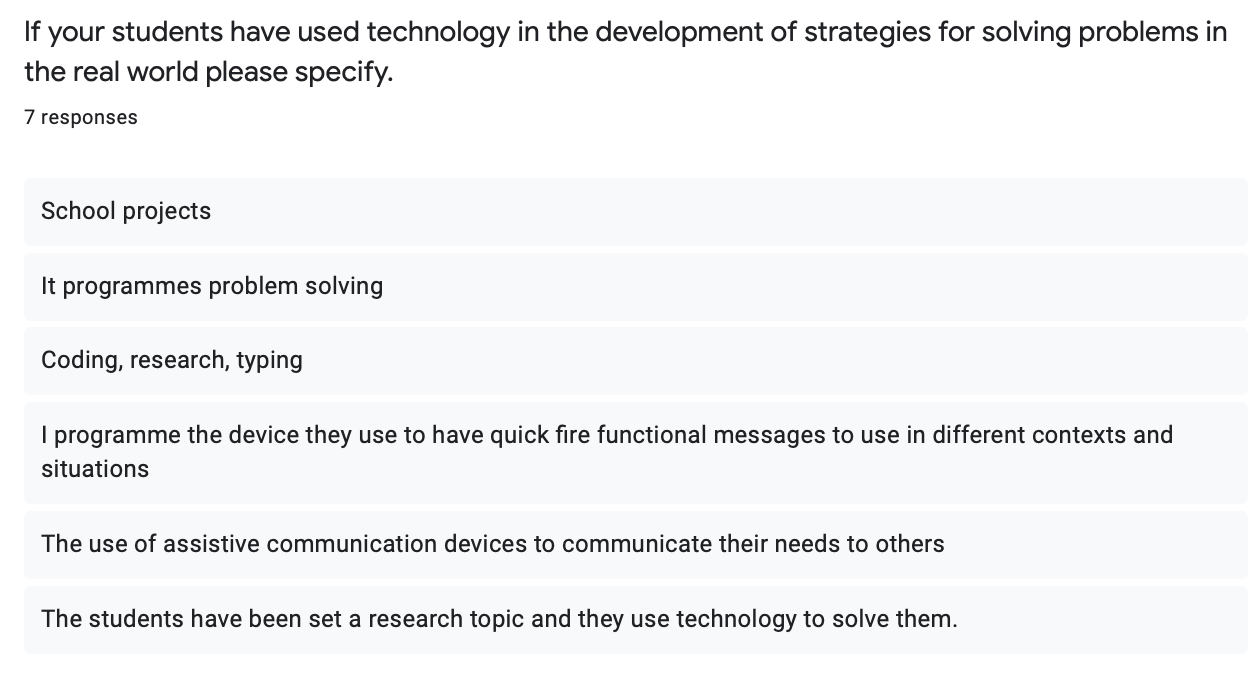 If your students have used technology in the development of strategies for solving problems in
the real world please specify.
7 responses
School projects
It programmes problem solving
Coding, research, typing
I programme the device they use to have quick fire functional messages to use in different contexts and
situations
The use of assistive communication devices to communicate their needs to others
The students have been set a research topic and they use technology to solve them.